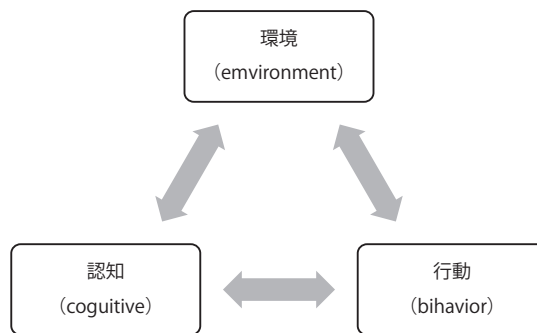 環境
（emvironment）
認知
（coguitive）
行動
（bihavior）